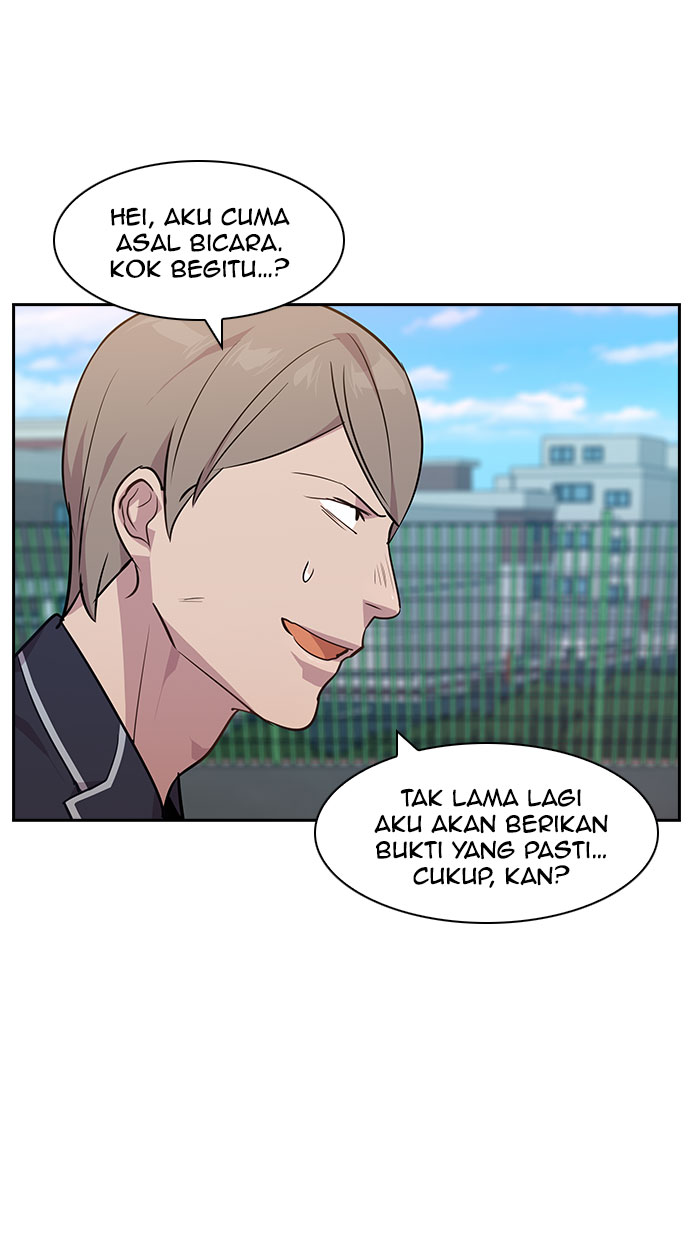 HEI, AKU CUMA
ASAL BICARA.
KOK BEGITU...?
TAK LAMA LAGI
AKU AKAN BERIKAN
BUKTI YANG PASTI...
CUKUP, KAN?